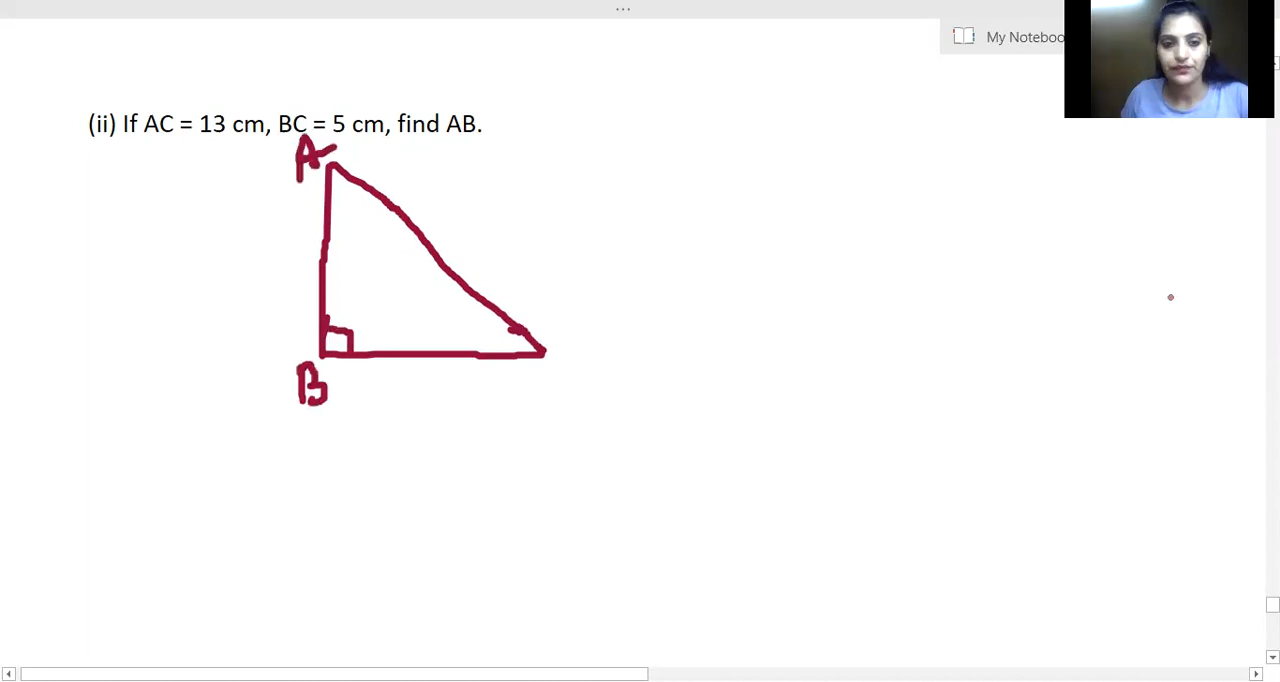 ...
My Noteboo
(ii) If AC = 13 cm, BC = 5 cm, find AB.
A
B